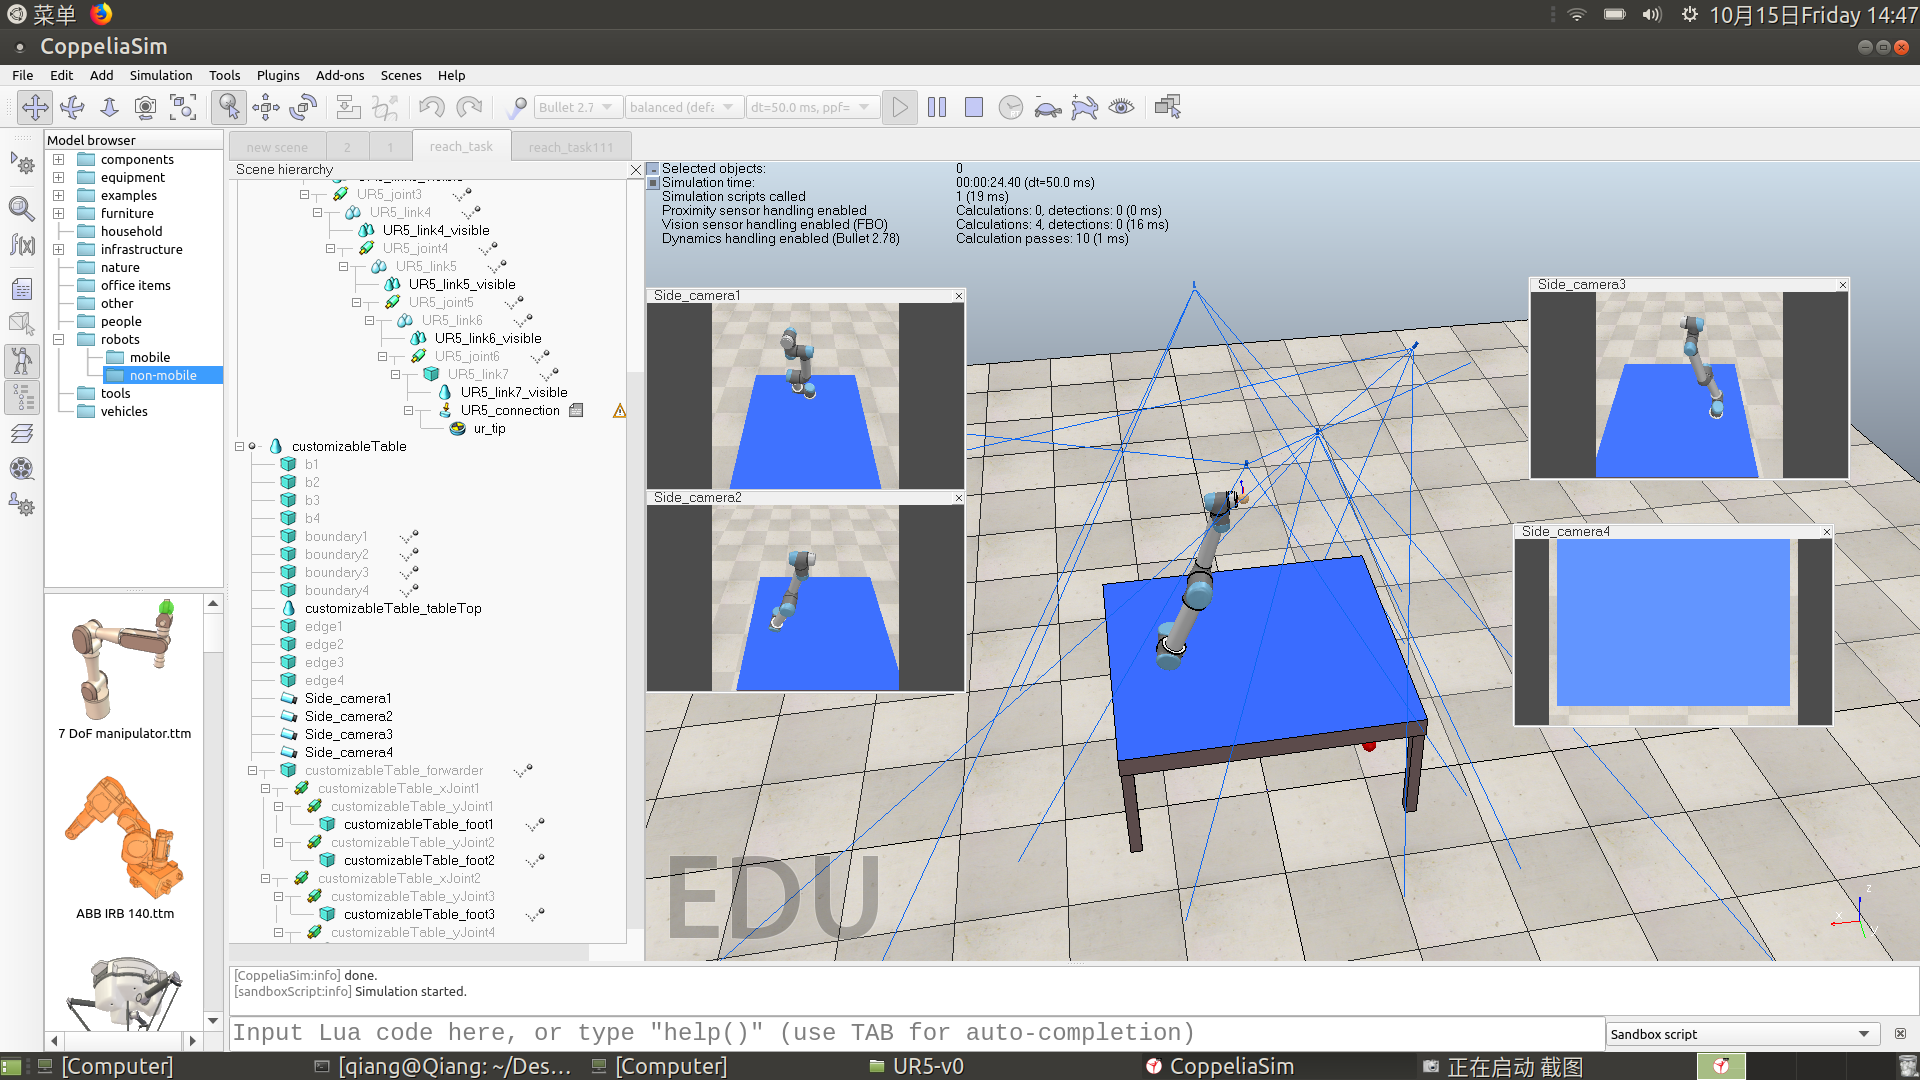 菜单
10月15日Friday 14:47
CoppeliaSim
File Edit Add Simulation Tools Plugins Add-ons Scenes Help
Bullet 2.7
balanced (defa
dt=50.0 ms, ppf=
Model browser
components
equipment
examples
furniture
household
infrastructure
nature
office items
other
people
robots
mobile
non-mobile
tools
vehicles
7 DoF manipulator.ttm
ABB IRB 140.ttm
new scene
2
1
reach_task
reach_task111
Scene hierarchy
UR5_joint3
UR5_link4
UR5_link4_visible
UR5_joint4
UR5_link5
UR5_link5_visible
UR5_joint5
UR5_link6
UR5_link6_visible
UR5_joint6
UR5_link7
UR5_link7_visible
UR5_connection
ur_tip
customizableTable
b1
b2
b3
b4
boundary1
boundary2
boundary3
boundary4
customizableTable_tableTop
edge1
edge2
edge3
edge4
Side_camera1
Side_camera2
Side_camera3
Side_camera4
customizableTable_forwarder
customizableTable_xJoint1
customizableTable_yJoint1
customizableTable_foot1
customizableTable_yJoint2
customizableTable_foot2
customizableTable_xJoint2
customizableTable_yJoint3
customizableTable_foot3
customizableTable_yJoint4
Selected objects: 0
Simulation time: 00:00:24.40 (dt=50.0 ms)
Simulation scripts called 1 (19 ms)
Proximity sensor handling enabled Calculations: 0, detections: 0 (0 ms)
Vision sensor handling enabled (FBO) Calculations: 4, detections: 0 (16 ms)
Dynamics handling enabled (Bullet 2.78) Calculation passes: 10 (1 ms)
Side_camera1
Side_camera2
Side_camera3
Side_camera4
EDU
z
x
[CoppeliaSim:info] done.
[sandboxScript:info] Simulation started.
Input Lua code here, or type "help()" (use TAB for auto-completion)
Sandbox script
[Computer]
[qiang@Qiang: ~/Des...
[Computer]
UR5-v0
CoppeliaSim
正在启动 截图